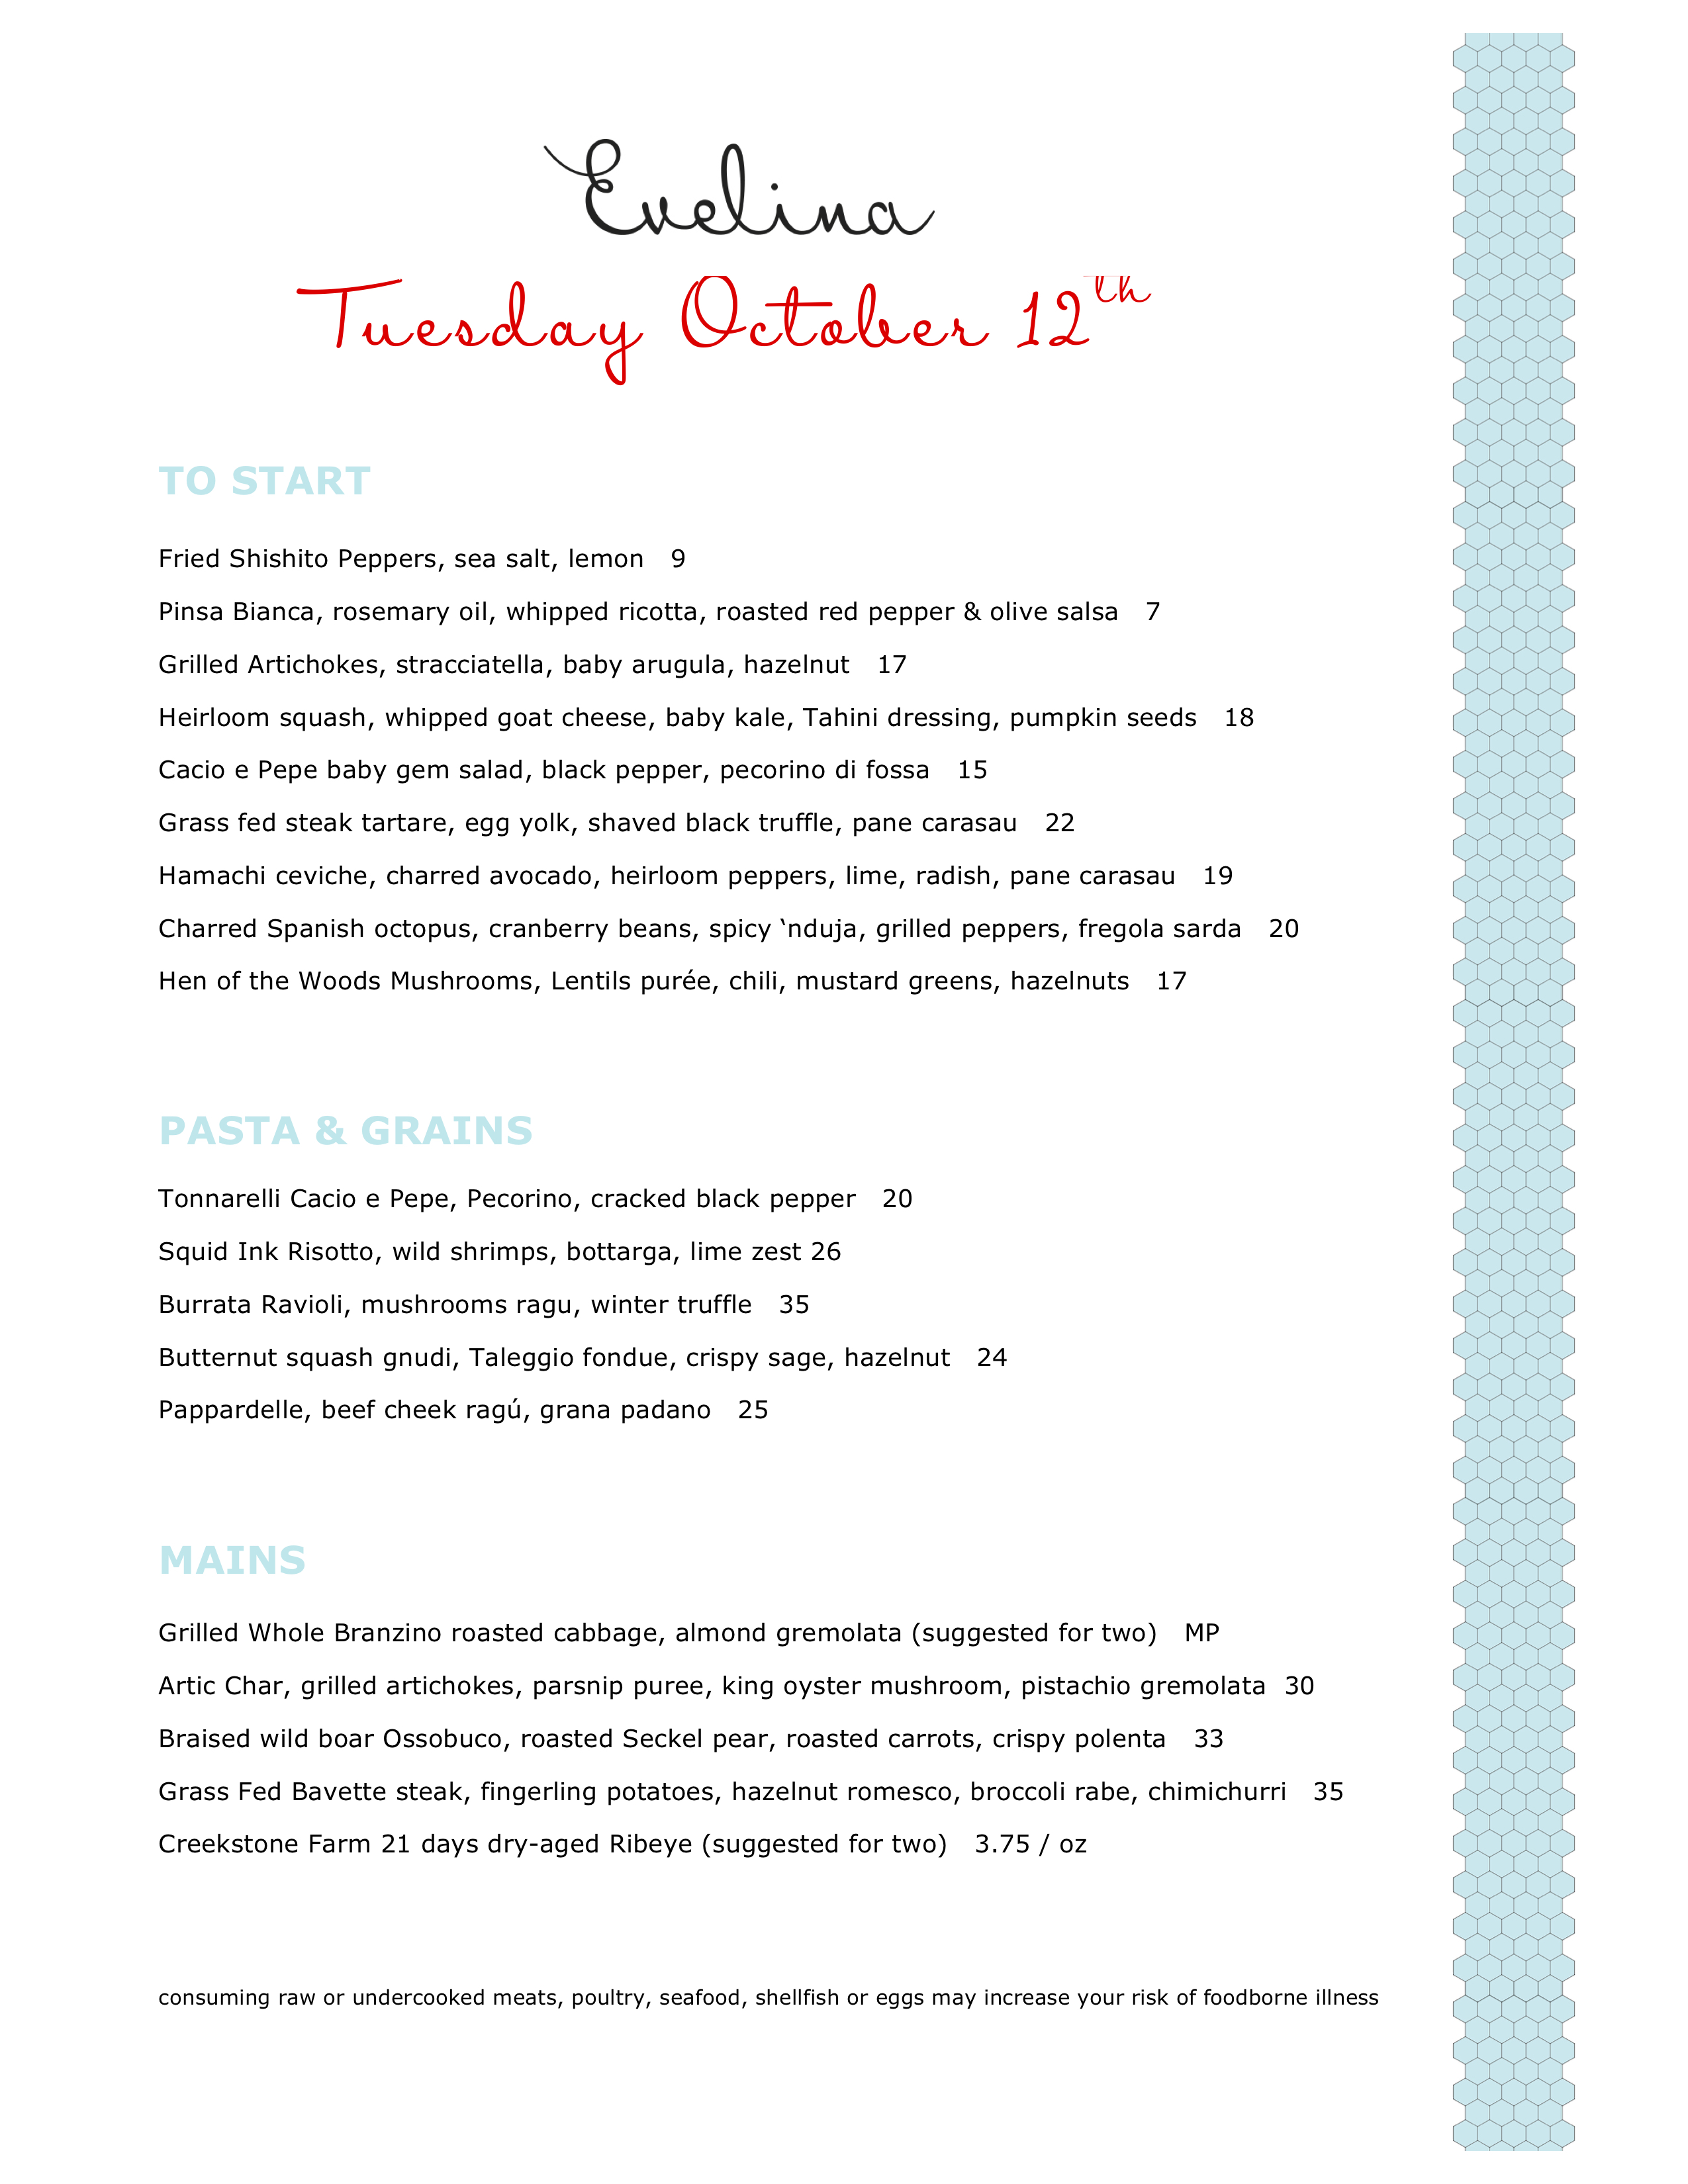 Evelina
Tuesday October 12th
TO START
Fried Shishito Peppers, sea salt, lemon 9
Pinsa Bianca, rosemary oil, whipped ricotta, roasted red pepper & olive salsa 7
Grilled Artichokes, stracciatella, baby arugula, hazelnut 17
Heirloom squash, whipped goat cheese, baby kale, Tahini dressing, pumpkin seeds 18
Cacio e Pepe baby gem salad, black pepper, pecorino di fossa 15
Grass fed steak tartare, egg yolk, shaved black truffle, pane carasau 22
Hamachi ceviche, charred avocado, heirloom peppers, lime, radish, pane carasau 19
Charred Spanish octopus, cranberry beans, spicy ‘nduja, grilled peppers, fregola sarda 20
Hen of the Woods Mushrooms, Lentils purée, chili, mustard greens, hazelnuts 17
PASTA & GRAINS
Tonnarelli Cacio e Pepe, Pecorino, cracked black pepper 20
Squid Ink Risotto, wild shrimps, bottarga, lime zest 26
Burrata Ravioli, mushrooms ragu, winter truffle 35
Butternut squash gnudi, Taleggio fondue, crispy sage, hazelnut 24
Pappardelle, beef cheek ragú, grana padano 25
MAINS
Grilled Whole Branzino roasted cabbage, almond gremolata (suggested for two) MP
Artic Char, grilled artichokes, parsnip puree, king oyster mushroom, pistachio gremolata 30
Braised wild boar Ossobuco, roasted Seckel pear, roasted carrots, crispy polenta 33
Grass Fed Bavette steak, fingerling potatoes, hazelnut romesco, broccoli rabe, chimichurri 35
Creekstone Farm 21 days dry-aged Ribeye (suggested for two) 3.75 / oz
consuming raw or undercooked meats, poultry, seafood, shellfish or eggs may increase your risk of foodborne illness